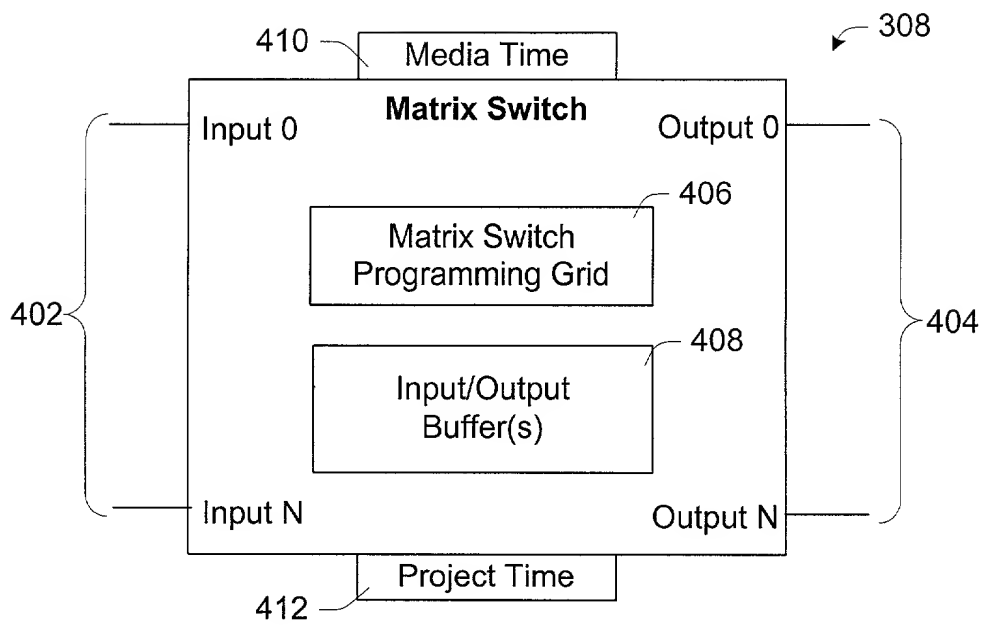 410
Media Time
308
Matrix Switch
Input 0
Output 0
406
Matrix Switch
Programming Grid
402
404
408
Input/Output
Buffer(s)
Input N
Output N
Project Time
412